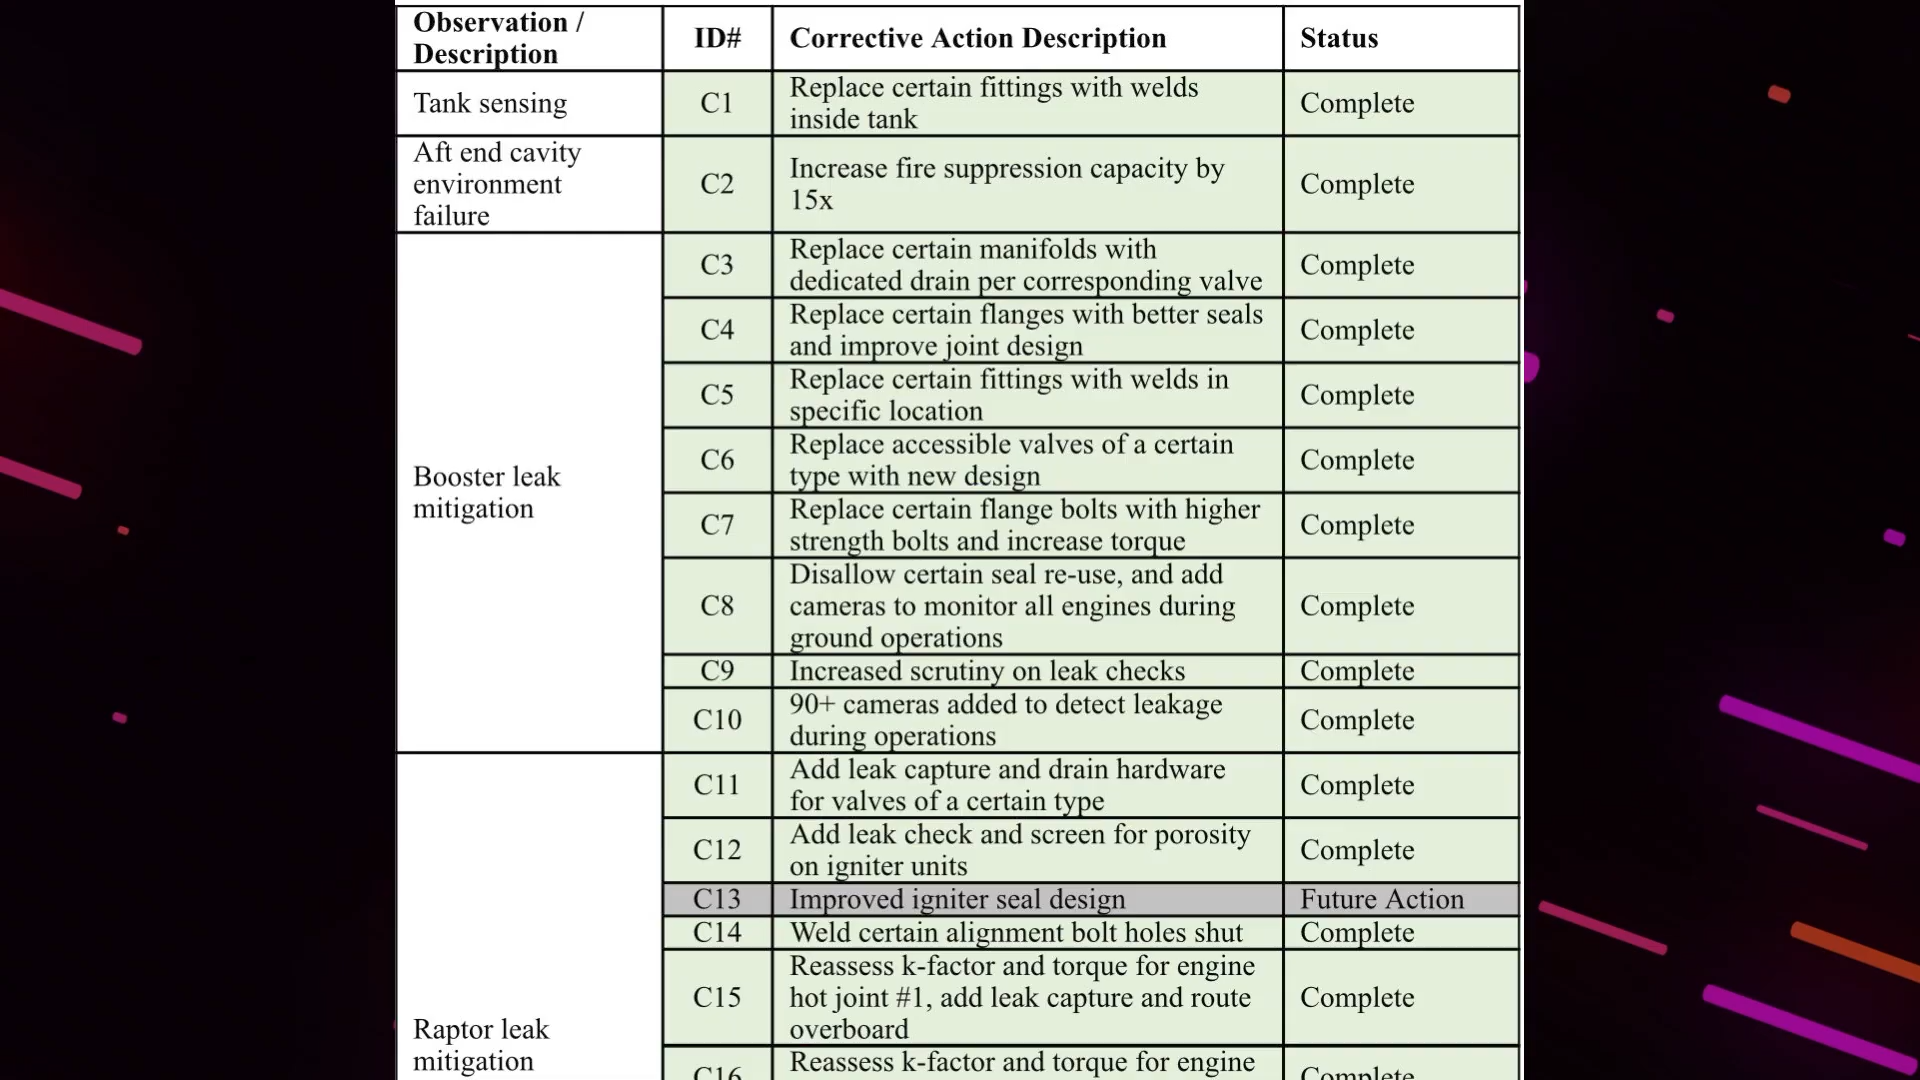 Observation /
Description
ID#
Corrective Action Description
Status
Tank sensing
C1
Replace certain fittings with welds
inside tank
Complete
Aft end cavity
environment
failure
C2
Increase fire suppression capacity by
15x
Complete
Booster leak
mitigation
C3
Replace certain manifolds with
dedicated drain per corresponding valve
Complete
C4
Replace certain flanges with better seals
and improve joint design
Complete
C5
Replace certain fittings with welds in
specific location
Complete
C6
Replace accessible valves of a certain
type with new design
Complete
C7
Replace certain flange bolts with higher
strength bolts and increase torque
Complete
C8
Disallow certain seal re-use, and add
cameras to monitor all engines during
ground operations
Complete
C9
Increased scrutiny on leak checks
Complete
C10
90+ cameras added to detect leakage
during operations
Complete
Raptor leak
mitigation
C11
Add leak capture and drain hardware
for valves of a certain type
Complete
C12
Add leak check and screen for porosity
on igniter units
Complete
C13
Improved igniter seal design
Future Action
C14
Weld certain alignment bolt holes shut
Complete
C15
Reassess k-factor and torque for engine
hot joint #1, add leak capture and route
overboard
Complete
C16
Reassess k-factor and torque for engine
Complete